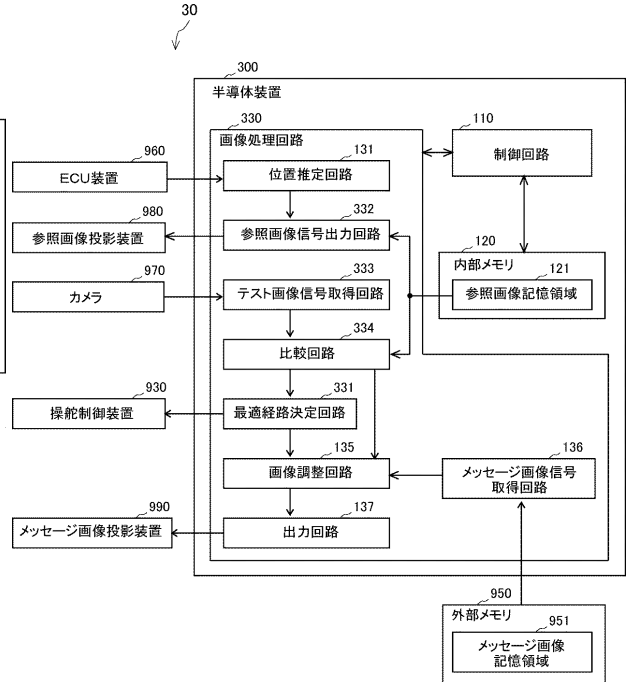 30
300
半導体装置
330
画像処理回路
110
制御回路
960
ECU装置
131
位置推定回路
980
参照画像投影装置
332
参照画像信号出力回路
120
内部メモリ
121
参照画像記憶領域
970
カメラ
333
テスト画像信号取得回路
334
比較回路
930
操舵制御装置
331
最適経路決定回路
135
画像調整回路
136
メッセージ画像信号
取得回路
990
メッセージ画像投影装置
137
出力回路
950
外部メモリ
951
メッセージ画像
記憶領域